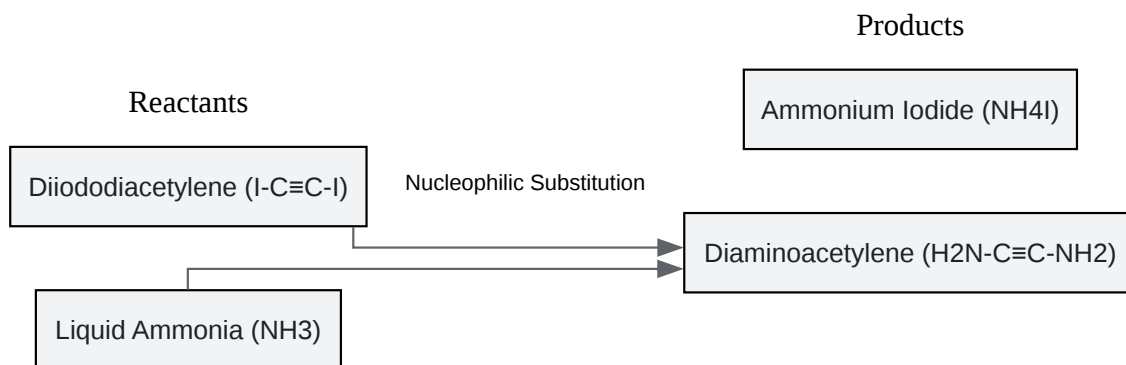 Products
Reactants
Ammonium Iodide (NH4I)
Diiododiacetylene (I-C≡C-I)
Nucleophilic Substitution
Diaminoacetylene (H2N-C≡C-NH2)
Liquid Ammonia (NH3)